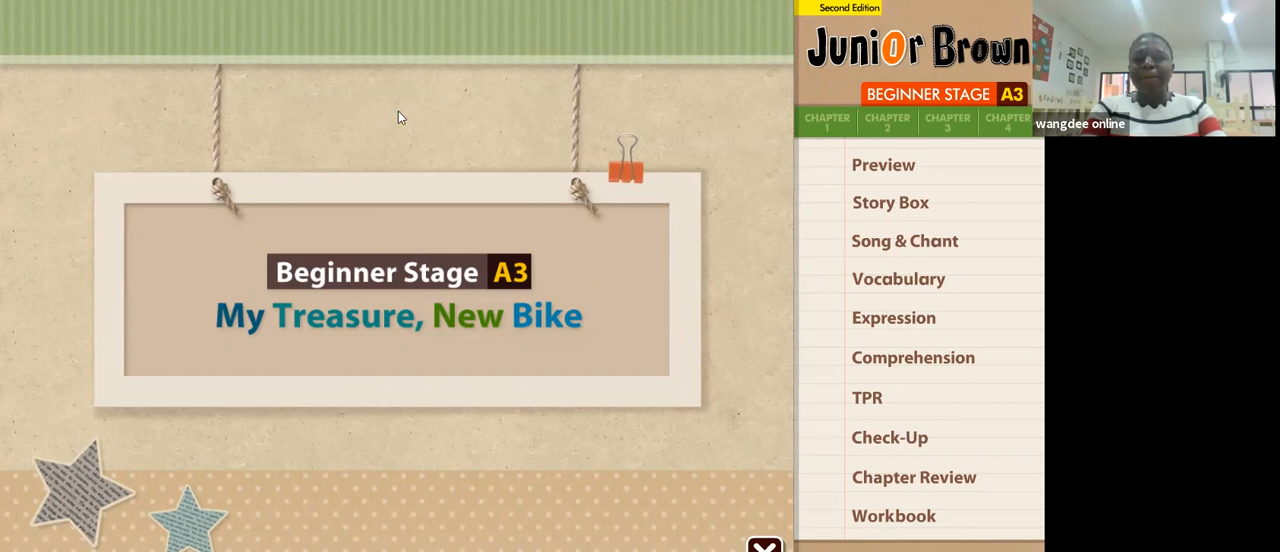 Second Edition
Junior Brown
BEGINNER STAGE A3
CHAPTER 1
CHAPTER 2
CHAPTER 3
CHAPTER 4
wangdee online
Beginner Stage A3
My Treasure, New Bike
Preview
Story Box
Song & Chant
Vocabulary
Expression
Comprehension
TPR
Check-Up
Chapter Review
Workbook